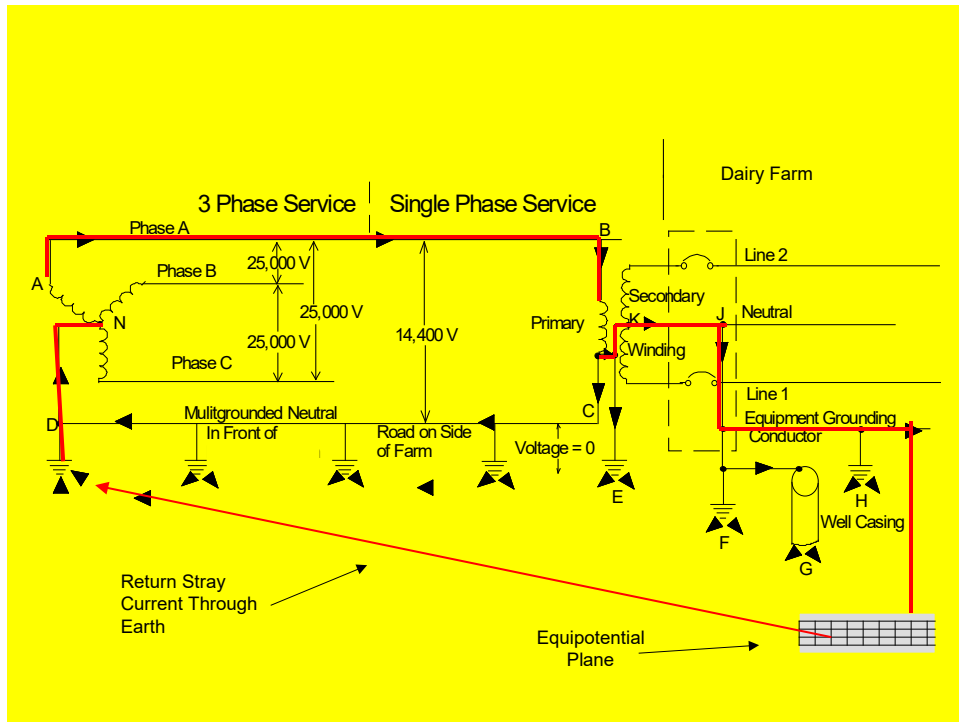 Dairy Farm
3 Phase Service
Single Phase Service
Phase A
B
25,000 V
Line 2
Phase B
A
25,000 V
Secondary
N
K
J
Neutral
Primary
14,400 V
25,000 V
Winding
Phase C
Line 1
Mulitgrounded Neutral
C
Equipment Grounding
D
In Front of
Road on Side
Conductor
of Farm
Voltage = 0
E
H
F
Well Casing
G
Return Stray
Current Through
Earth
Equipotential
Plane